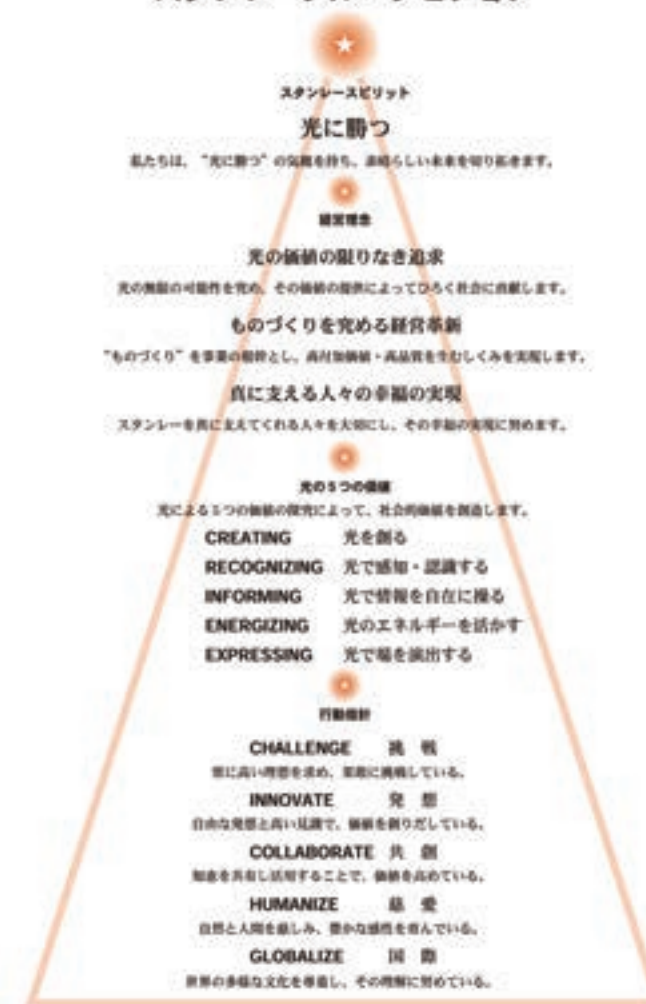 スタンレースピリット
光に勝つ
私たちは、“光に勝つ”の気概を持ち、素晴らしい未来を切り拓きます。
経営理念
光の価値の限りなき追求
光の無限の可能性を究め、その価値の提供によってひろく社会に貢献します。
ものづくりを究める経営革新
“ものづくり”を事業の根幹とし、高付加価値・高品質を生むしくみを実現します。
真に支える人々の幸福の実現
スタンレーを真に支えてくれる人々を大切にし、その幸福の実現に努めます。
光の5つの価値
光による5つの価値の探究によって、社会的価値を創造します。
CREATING 光を創る
RECOGNIZING 光で感知・認識する
INFORMING 光で情報を自在に操る
ENERGIZING 光のエネルギーを活かす
EXPRESSING 光で場を演出する
行動指針
CHALLENGE 挑 戦
常に高い理想を求め、果敢に挑戦している。
INNOVATE 発 想
自由な発想と高い見識で、価値を創りだしている。
COLLABORATE 共 創
知恵を共有し活用することで、価値を高めている。
HUMANIZE 慈 愛
自然と人間を慈しみ、豊かな感性を育んでいる。
GLOBALIZE 国 際
世界の多様な文化を尊重し、その理解に努めている。